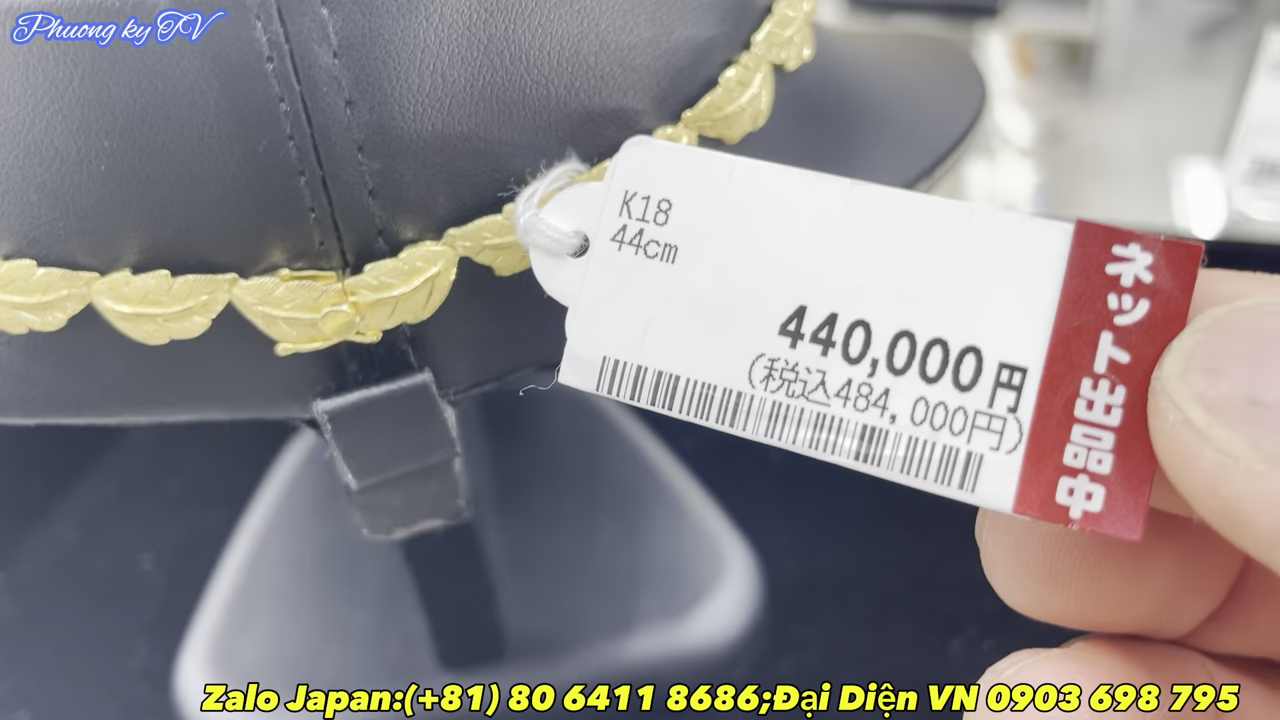 Phuong ky TV
K18
44cm
440,000円
(税込484,000円)
ネット出品中
Zalo Japan:(+81) 80 6411 8686;Đại Diện VN 0903 698 795